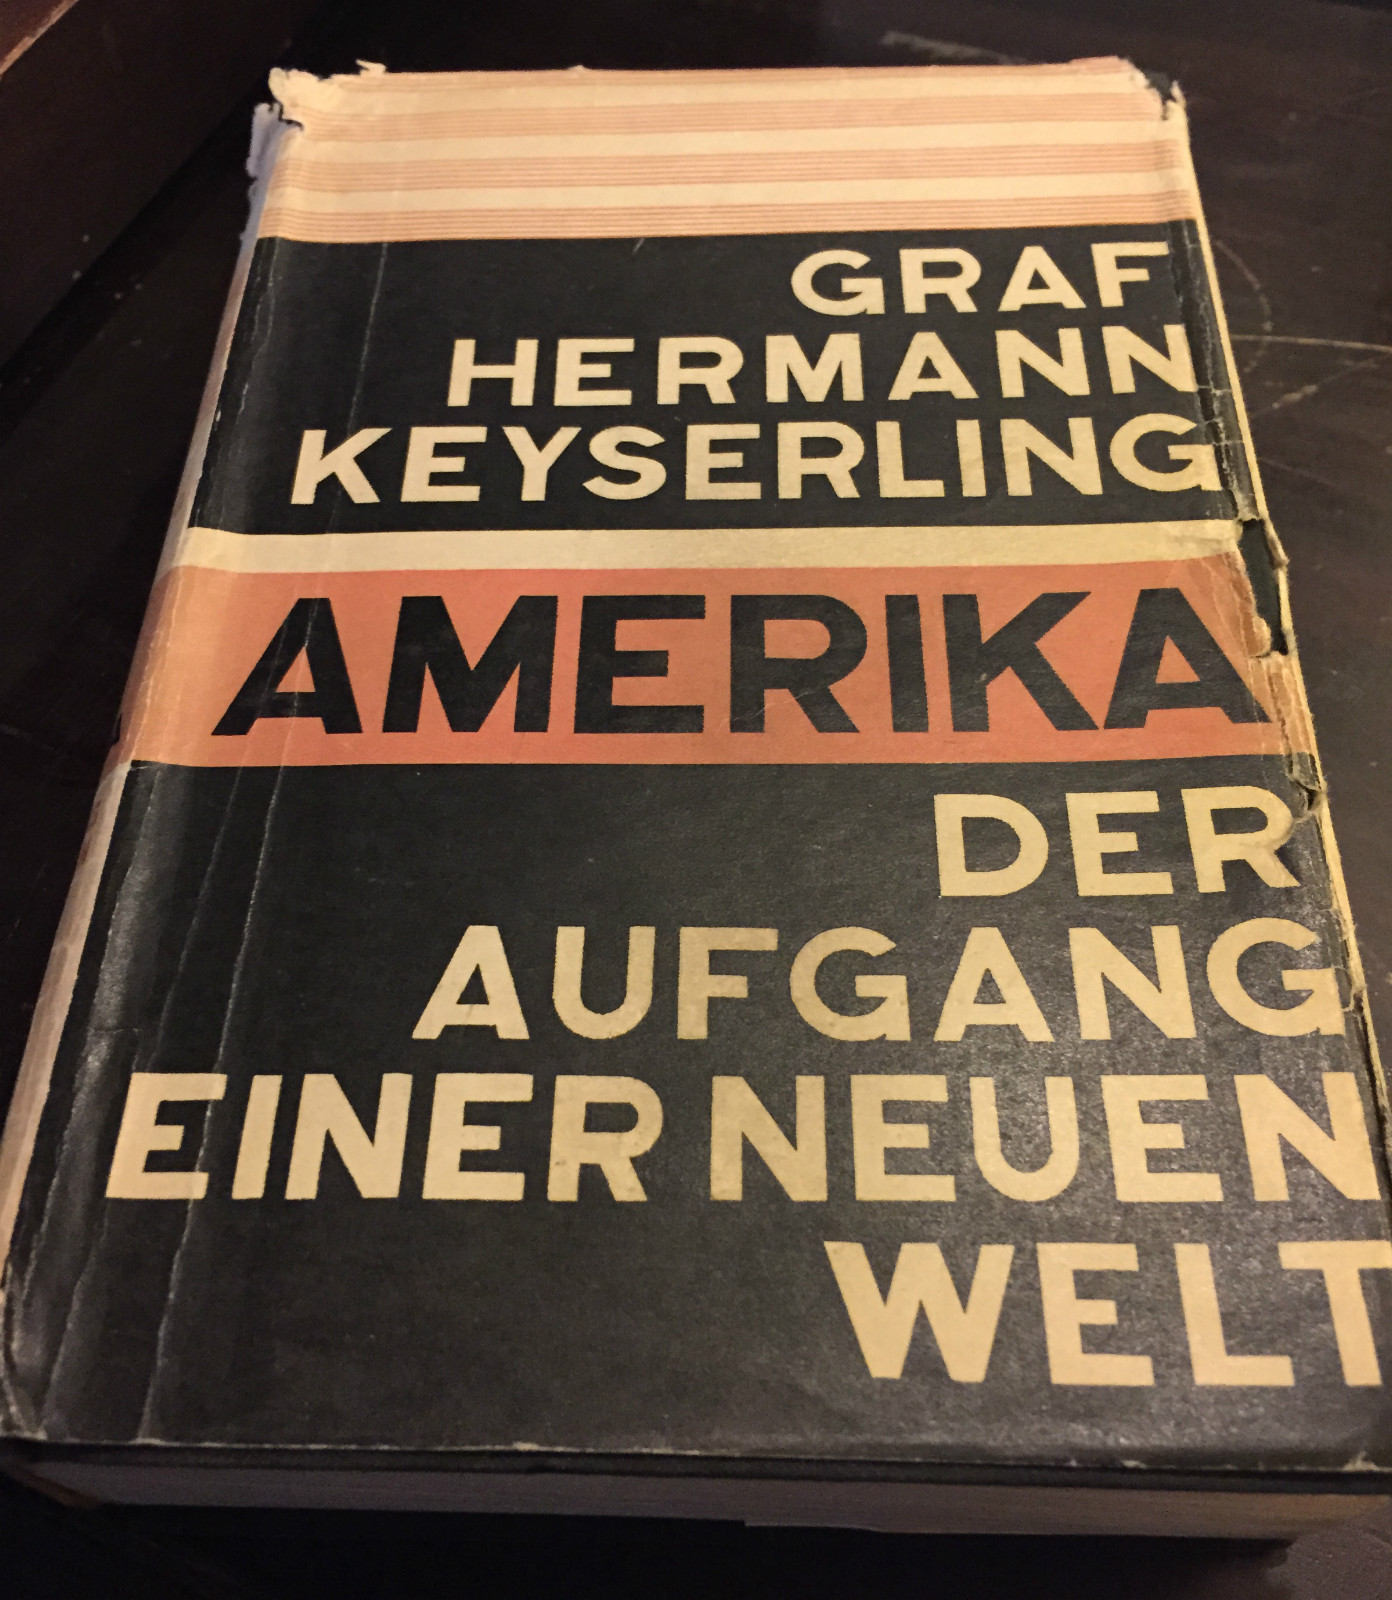 GRAF
HERMANN
KEYSERLING
AMERIKA
DER
AUFGANG
EINER NEUEN
WELT